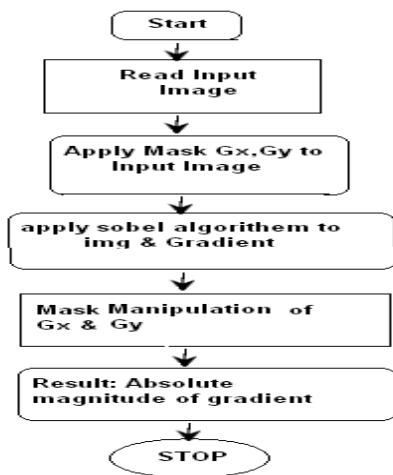 Start
Read Input
Image
Apply Mask Gx,Gy to
Input Image
apply sobel algorithem to
img & Gradient
Mask Manipulation of
Gx & Gy
Result: Absolute
magnitude of gradient
STOP